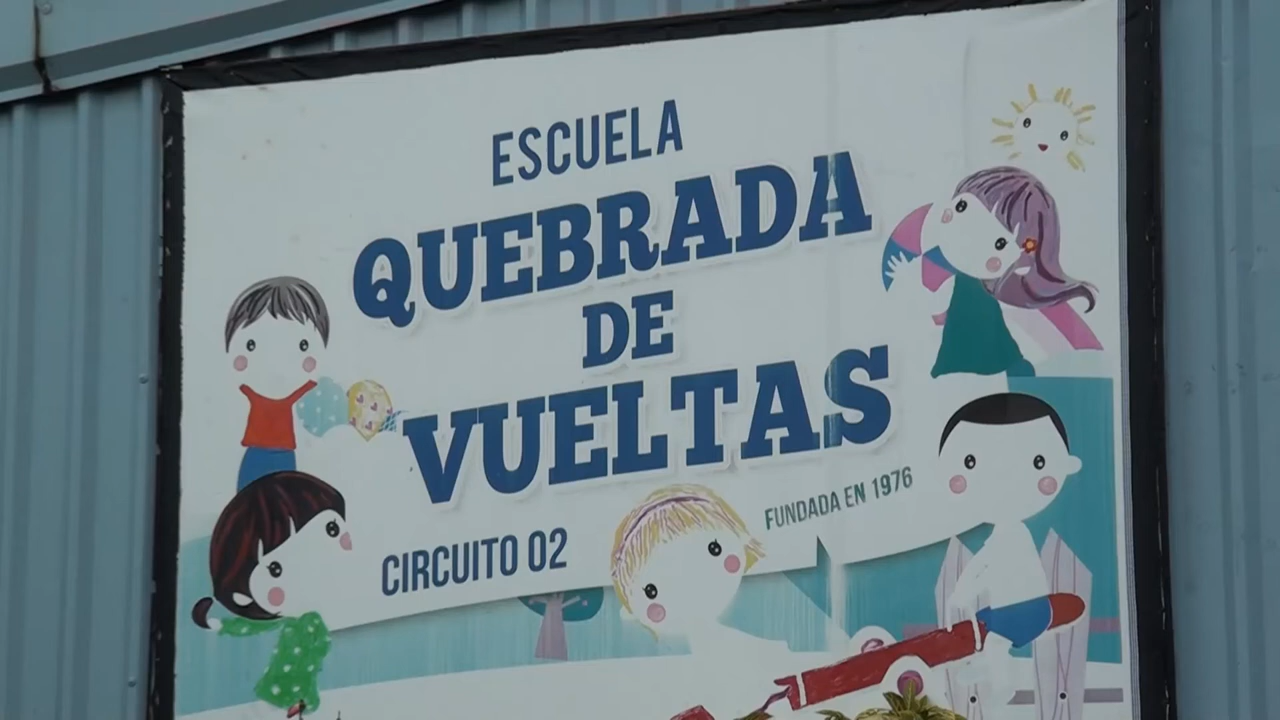 ESCUELA
QUEBRADA
DE
VUELTAS
FUNDADA EN 1976
CIRCUITO 02